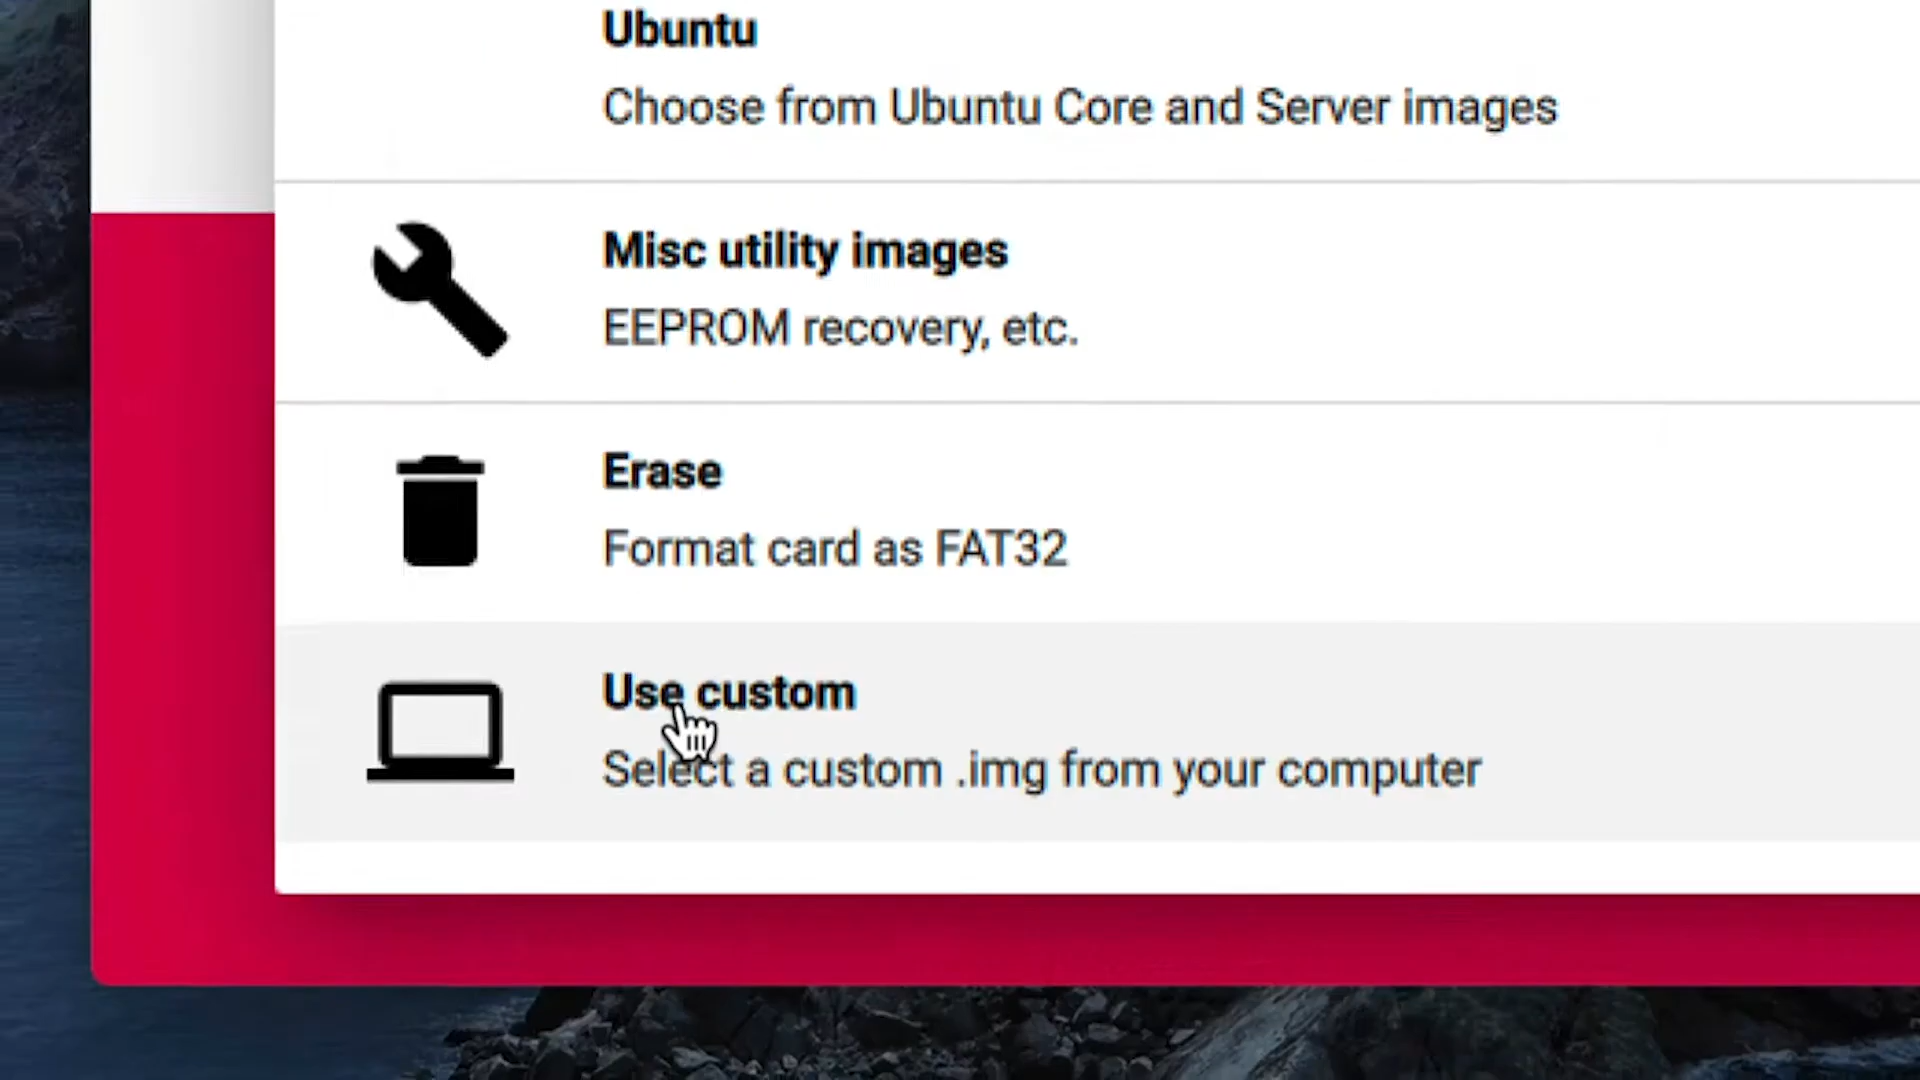 Ubuntu
Choose from Ubuntu Core and Server images
Misc utility images
EEPROM recovery, etc.
Erase
Format card as FAT32
Use custom
Select a custom .img from your computer